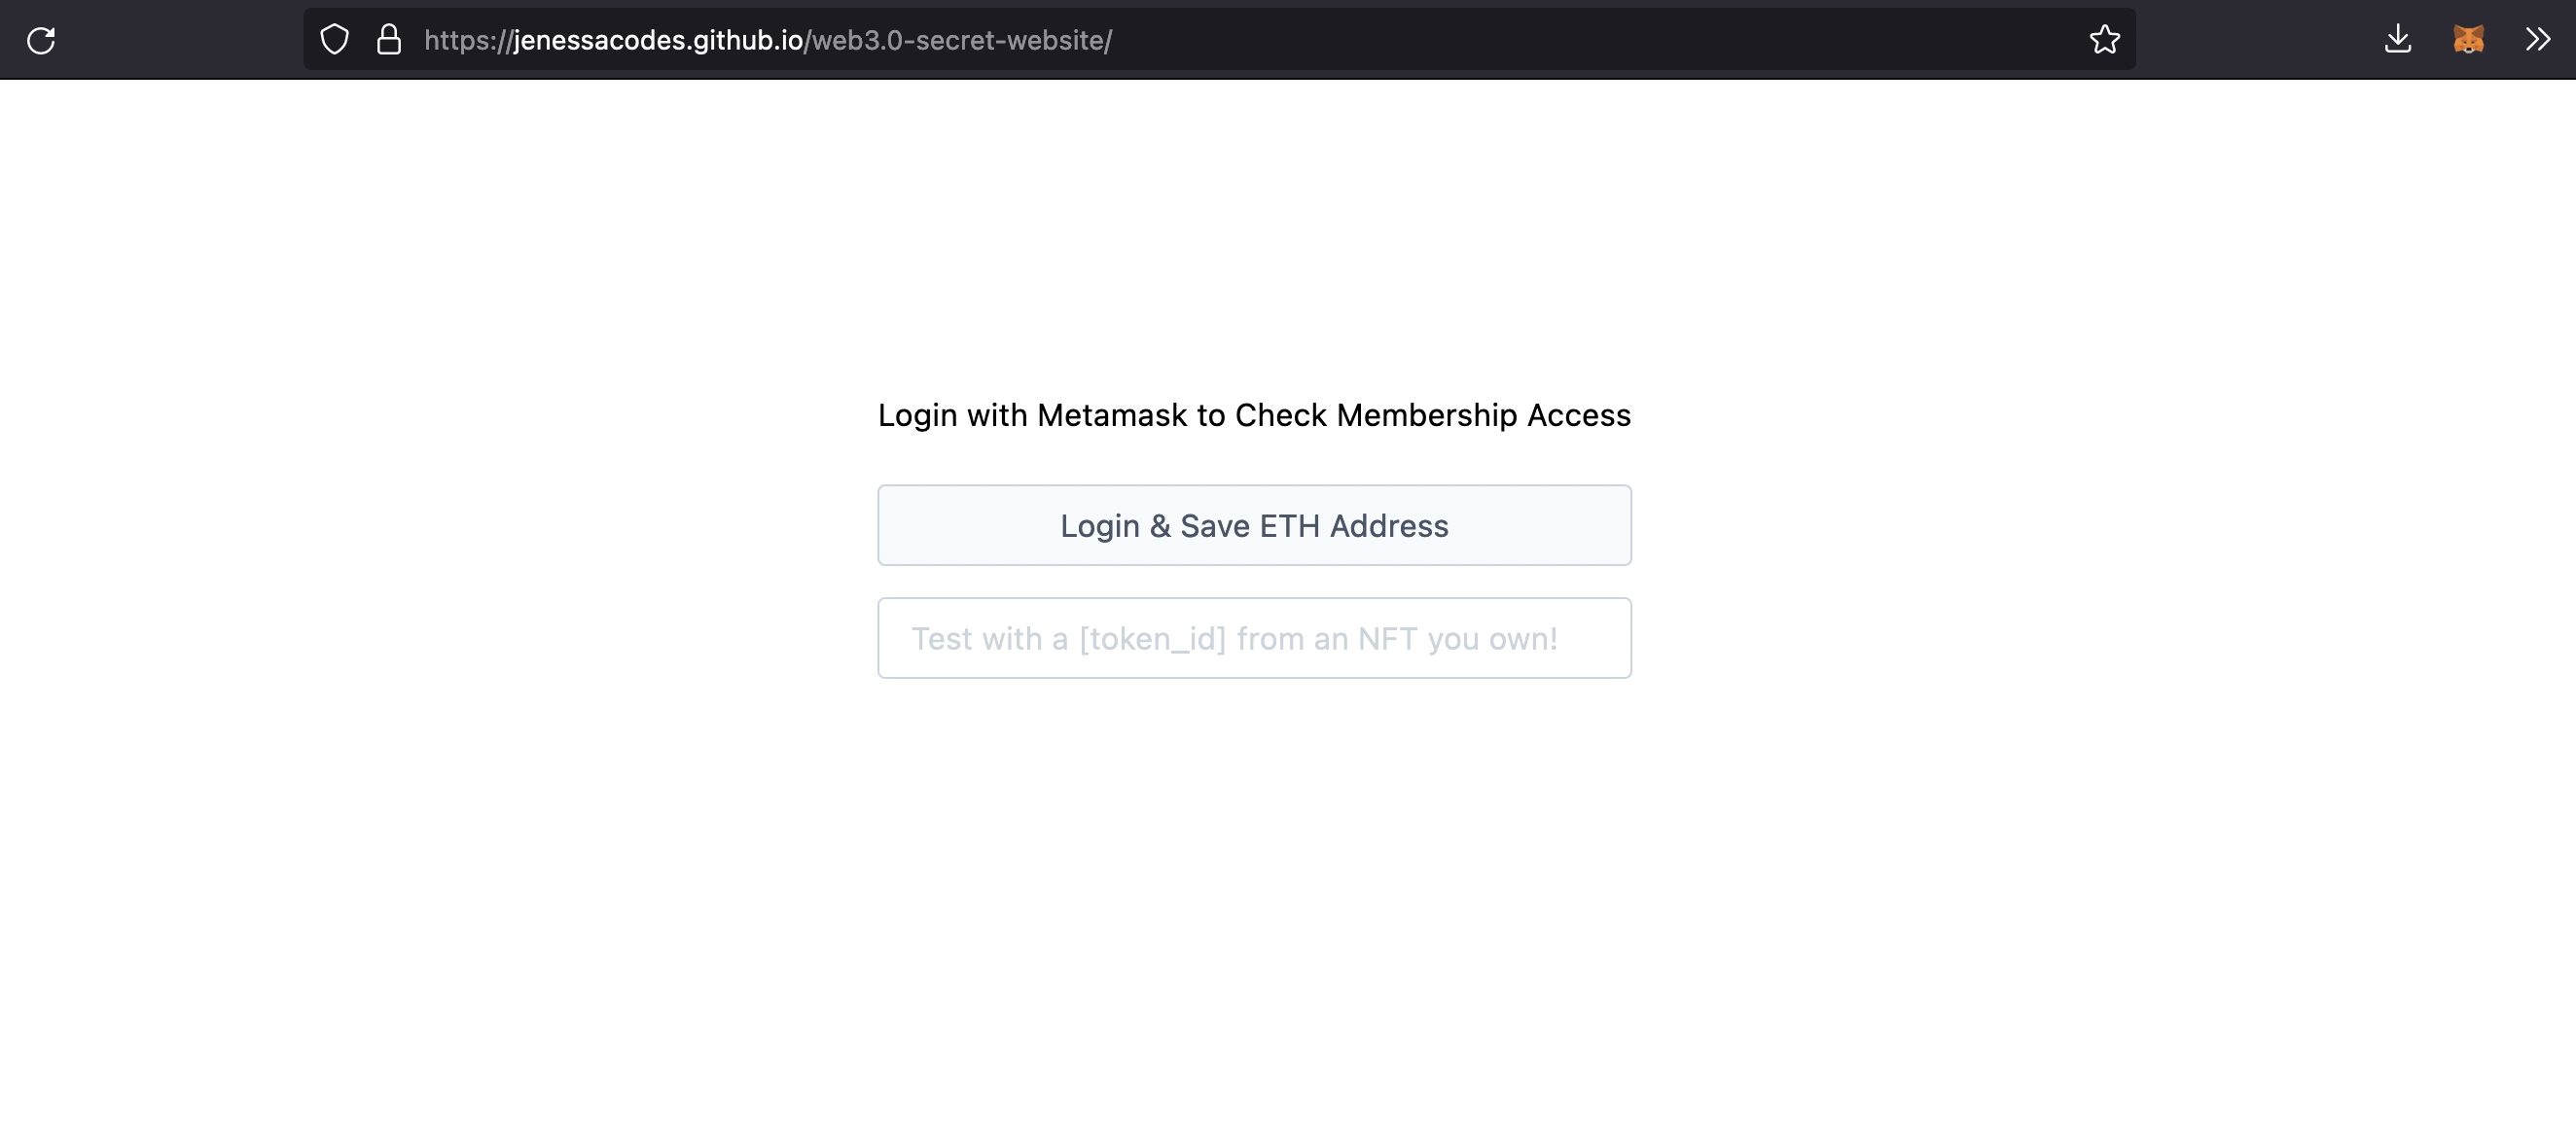 https://jenessacodes.github.io/web3.0-secret-website/
Login with Metamask to Check Membership Access
Login & Save ETH Address
Test with a [token_id] from an NFT you own!